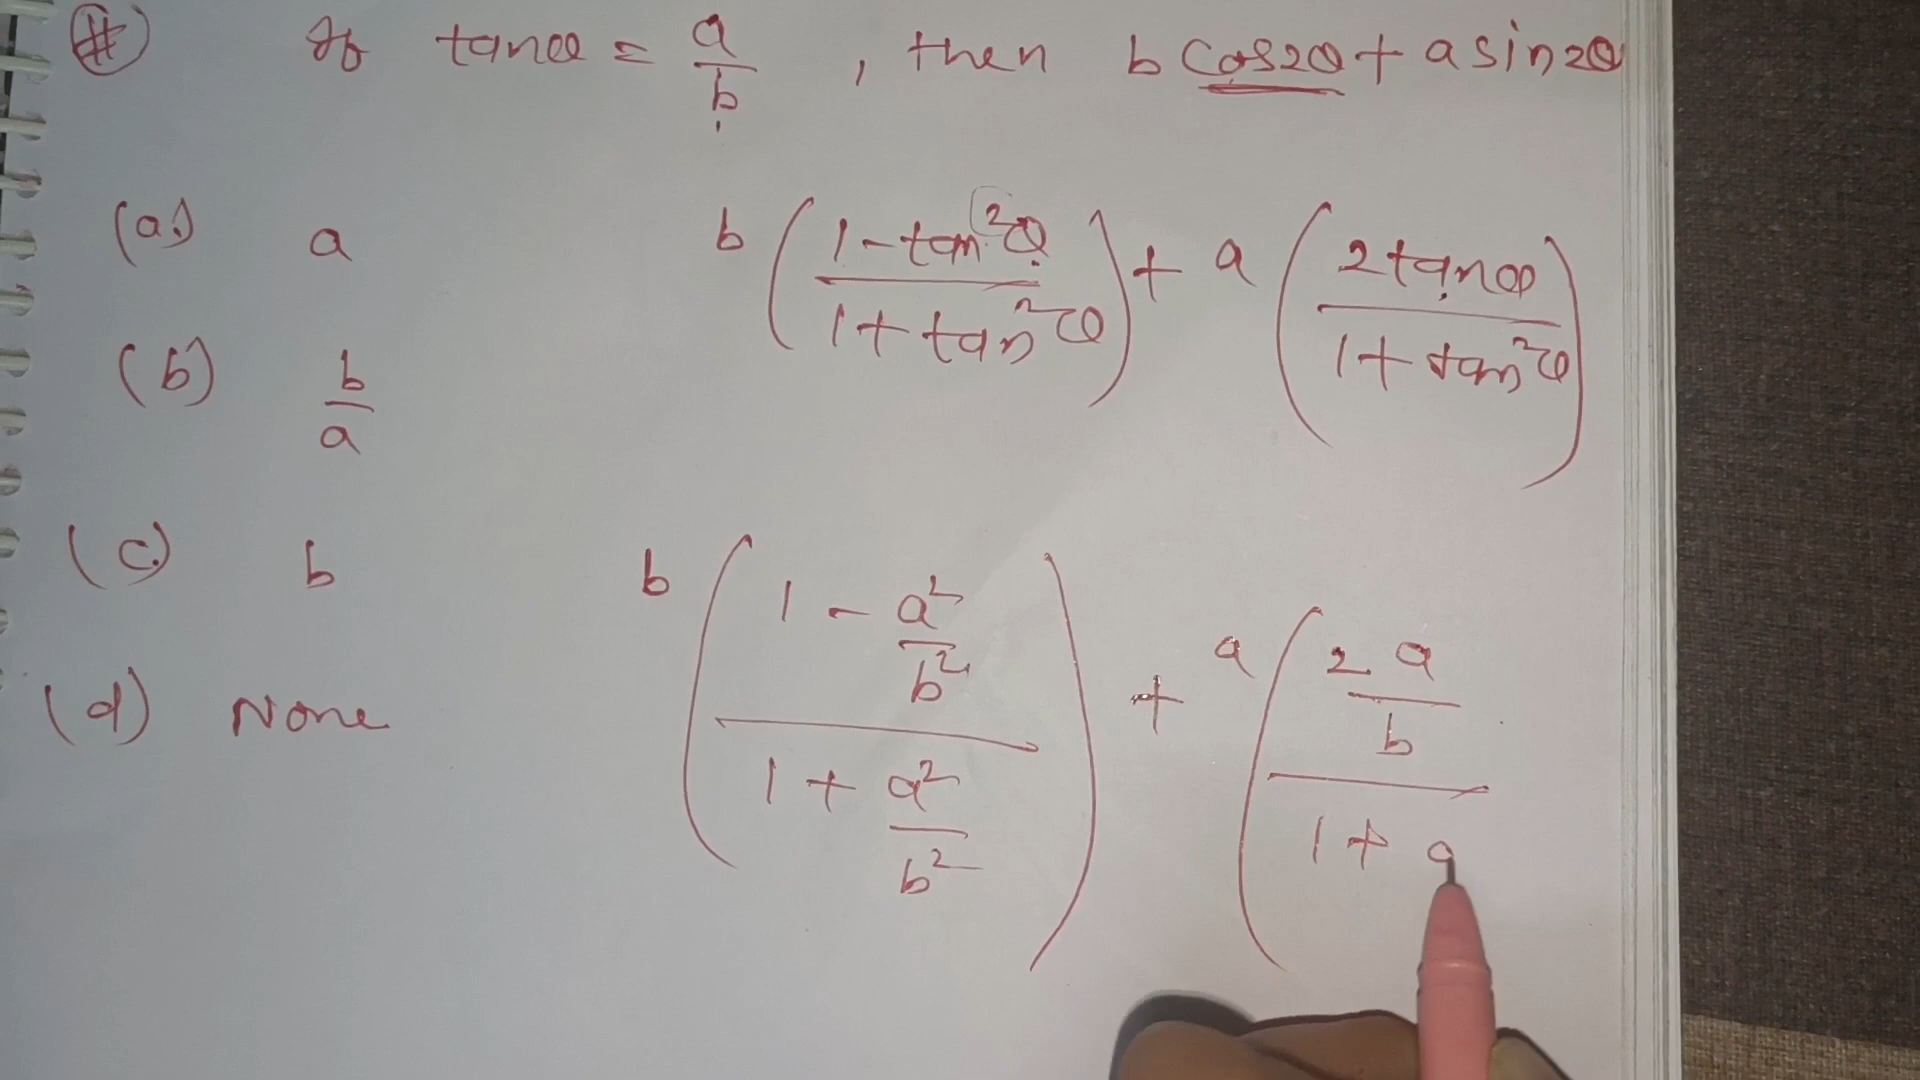 # If tanθ = a/b, then b cos2θ + a sin2θ
(a) a
(b) b/a
(c) b
(d) None
b ( (1 - tan²θ) / (1 + tan²θ) ) + a ( 2tanθ / (1 + tan²θ) )
b ( (1 - a²/b²) / (1 + a²/b²) ) + a ( (2 a/b) / (1 + a